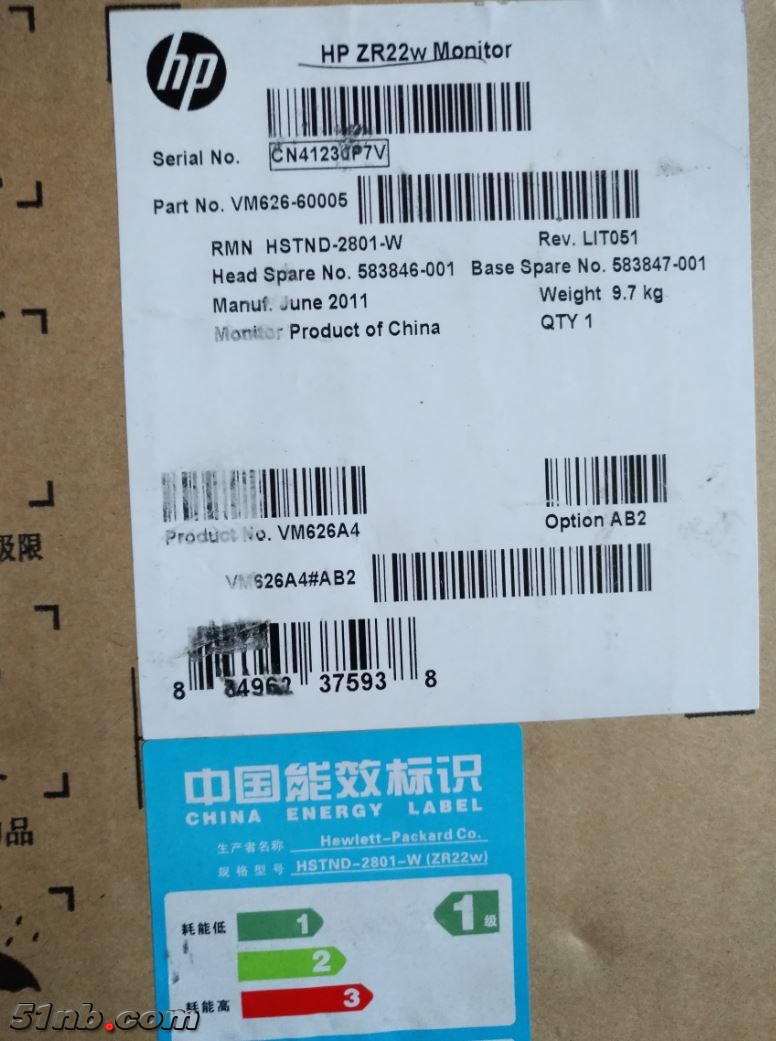 hp
HP ZR22w Monitor
Serial No. CN4123
Part No. VM626-60005
RMN HSTND-2801-W Rev. LIT051
Head Spare No. 583846-001 Base Spare No. 583847-001
Manuf. June 2011 Weight 9.7 kg
Monitor Product of China QTY 1
Product No. VM626A4 Option AB2
VM626A4#AB2
8 84962 37593 8
极限
品
中国能效标识
CHINA ENERGY LABEL
生产者名称 Hewlett-Packard Co.
规格型号 HSTND-2801-W (ZR22w)
耗能低 1 1级
2
耗能高 3
51nb.com